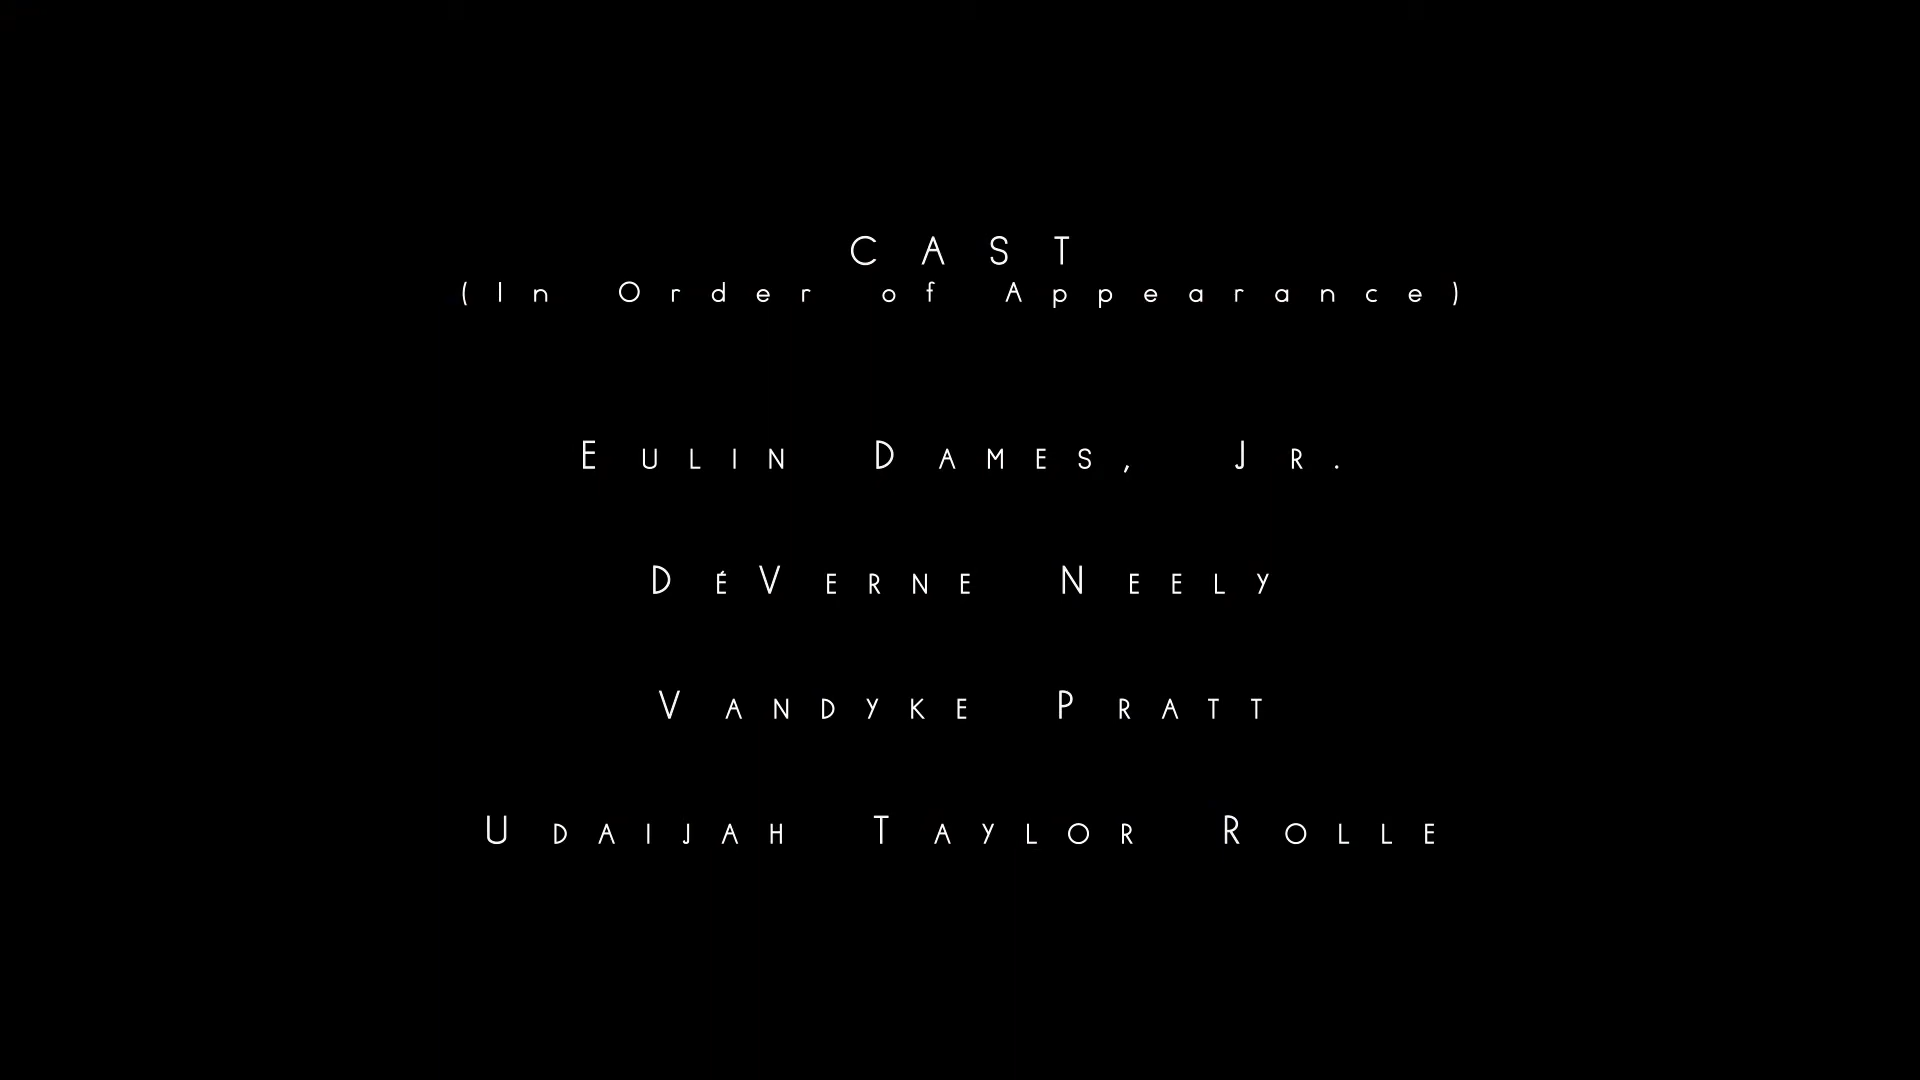 CAST
(In Order of Appearance)
Eulin Dames, Jr.
DéVerne Neely
Vandyke Pratt
Udaijah Taylor Rolle